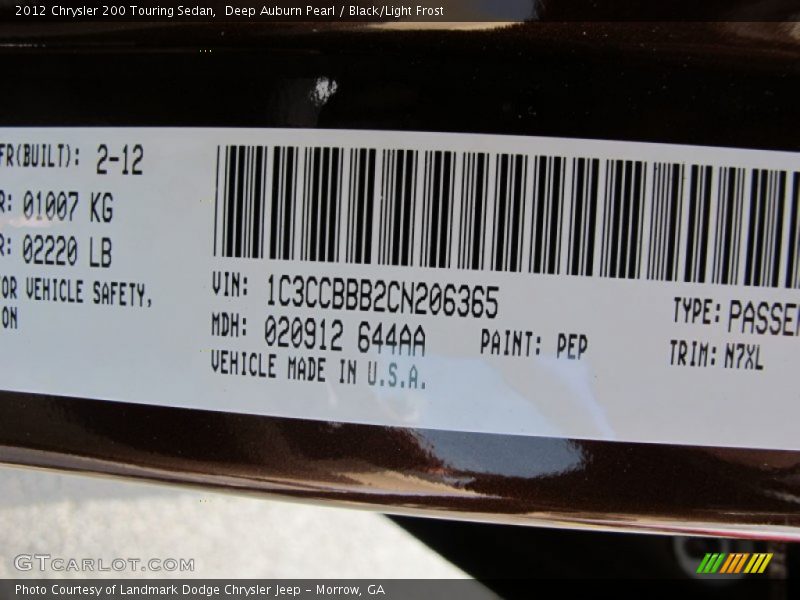 2012 Chrysler 200 Touring Sedan, Deep Auburn Pearl / Black/Light Frost
FR(BUILT): 2-12
R: 01007 KG
R: 02220 LB
OR VEHICLE SAFETY,
ON
VIN: 1C3CCBBB2CN206365
MDH: 020912 644AA
PAINT: PEP
VEHICLE MADE IN U.S.A.
TYPE: PASSEN
TRIM: N7XL
GTCARLOT.COM
Photo Courtesy of Landmark Dodge Chrysler Jeep - Morrow, GA